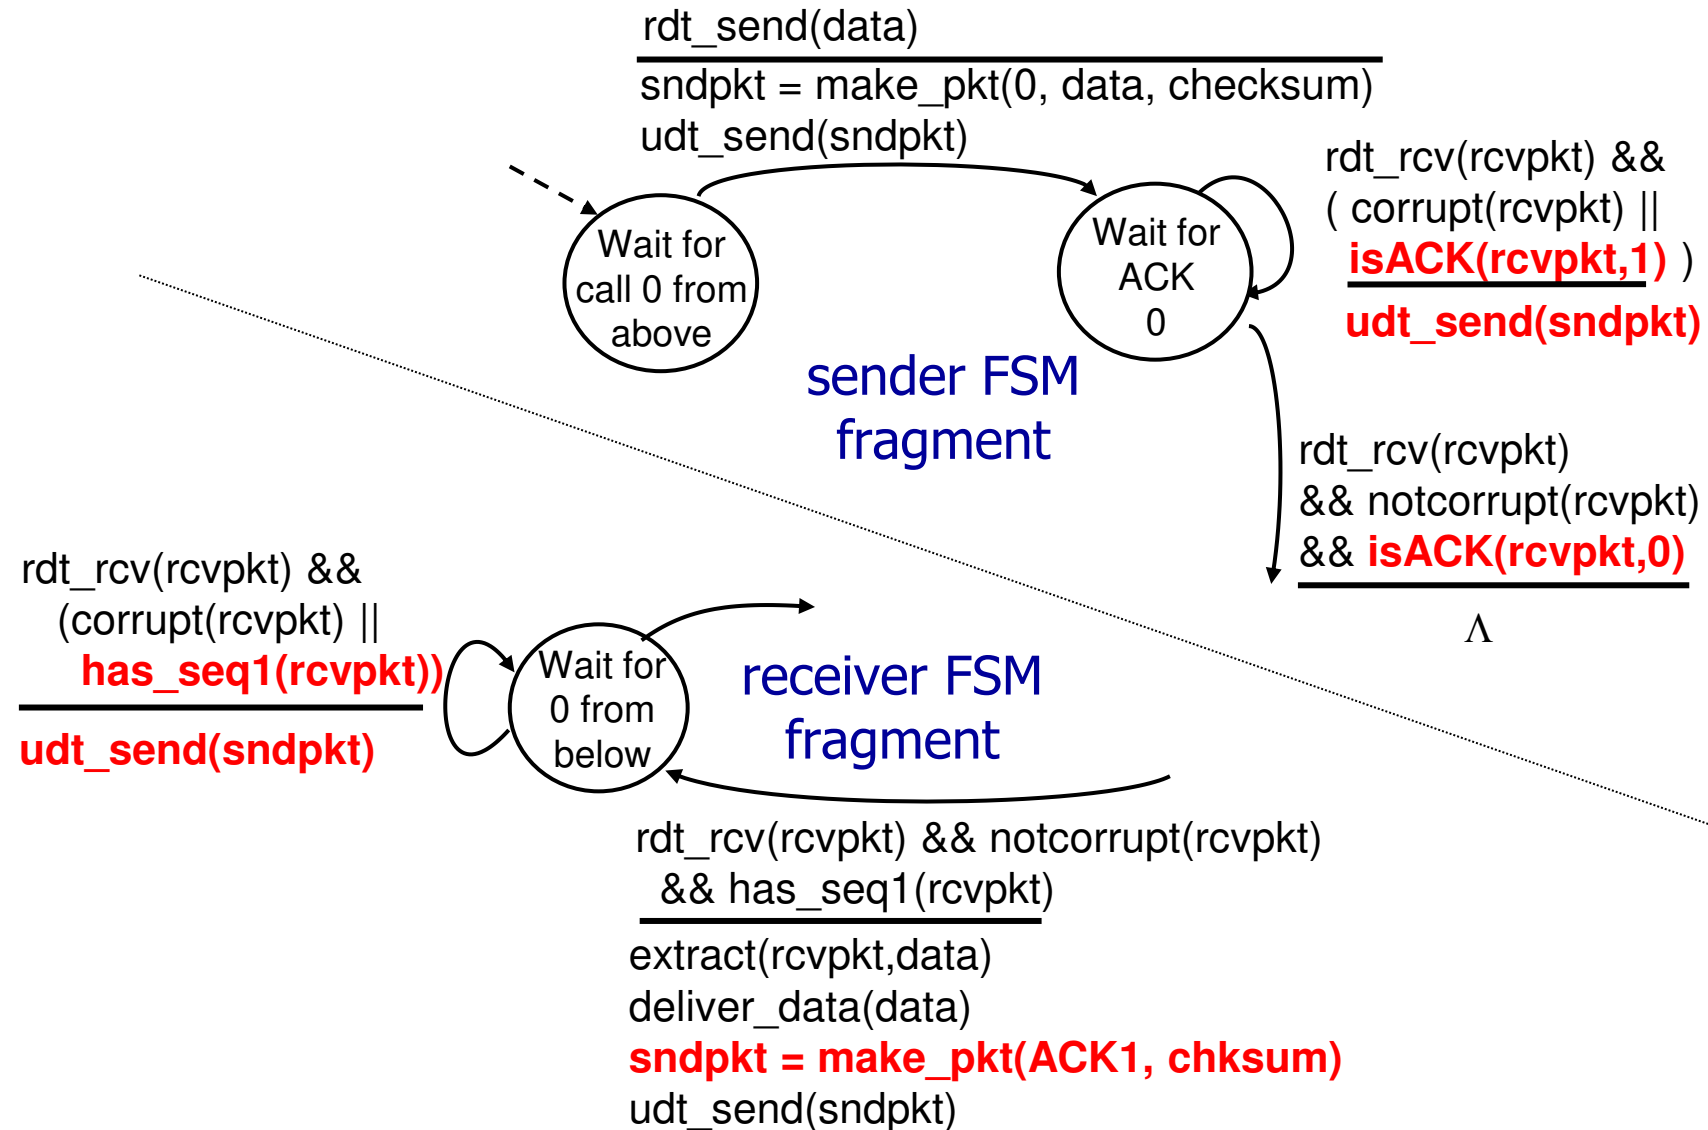 rdt_send(data)
sndpkt = make_pkt(0, data, checksum)
udt_send(sndpkt)
Wait for
call 0 from
above
Wait for
ACK
0
rdt_rcv(rcvpkt) &&
( corrupt(rcvpkt) ||
isACK(rcvpkt,1) )
udt_send(sndpkt)
sender FSM
fragment
rdt_rcv(rcvpkt)
&& notcorrupt(rcvpkt)
&& isACK(rcvpkt,0)
Λ
rdt_rcv(rcvpkt) &&
(corrupt(rcvpkt) ||
has_seq1(rcvpkt))
udt_send(sndpkt)
Wait for
0 from
below
receiver FSM
fragment
rdt_rcv(rcvpkt) && notcorrupt(rcvpkt)
&& has_seq1(rcvpkt)
extract(rcvpkt,data)
deliver_data(data)
sndpkt = make_pkt(ACK1, chksum)
udt_send(sndpkt)